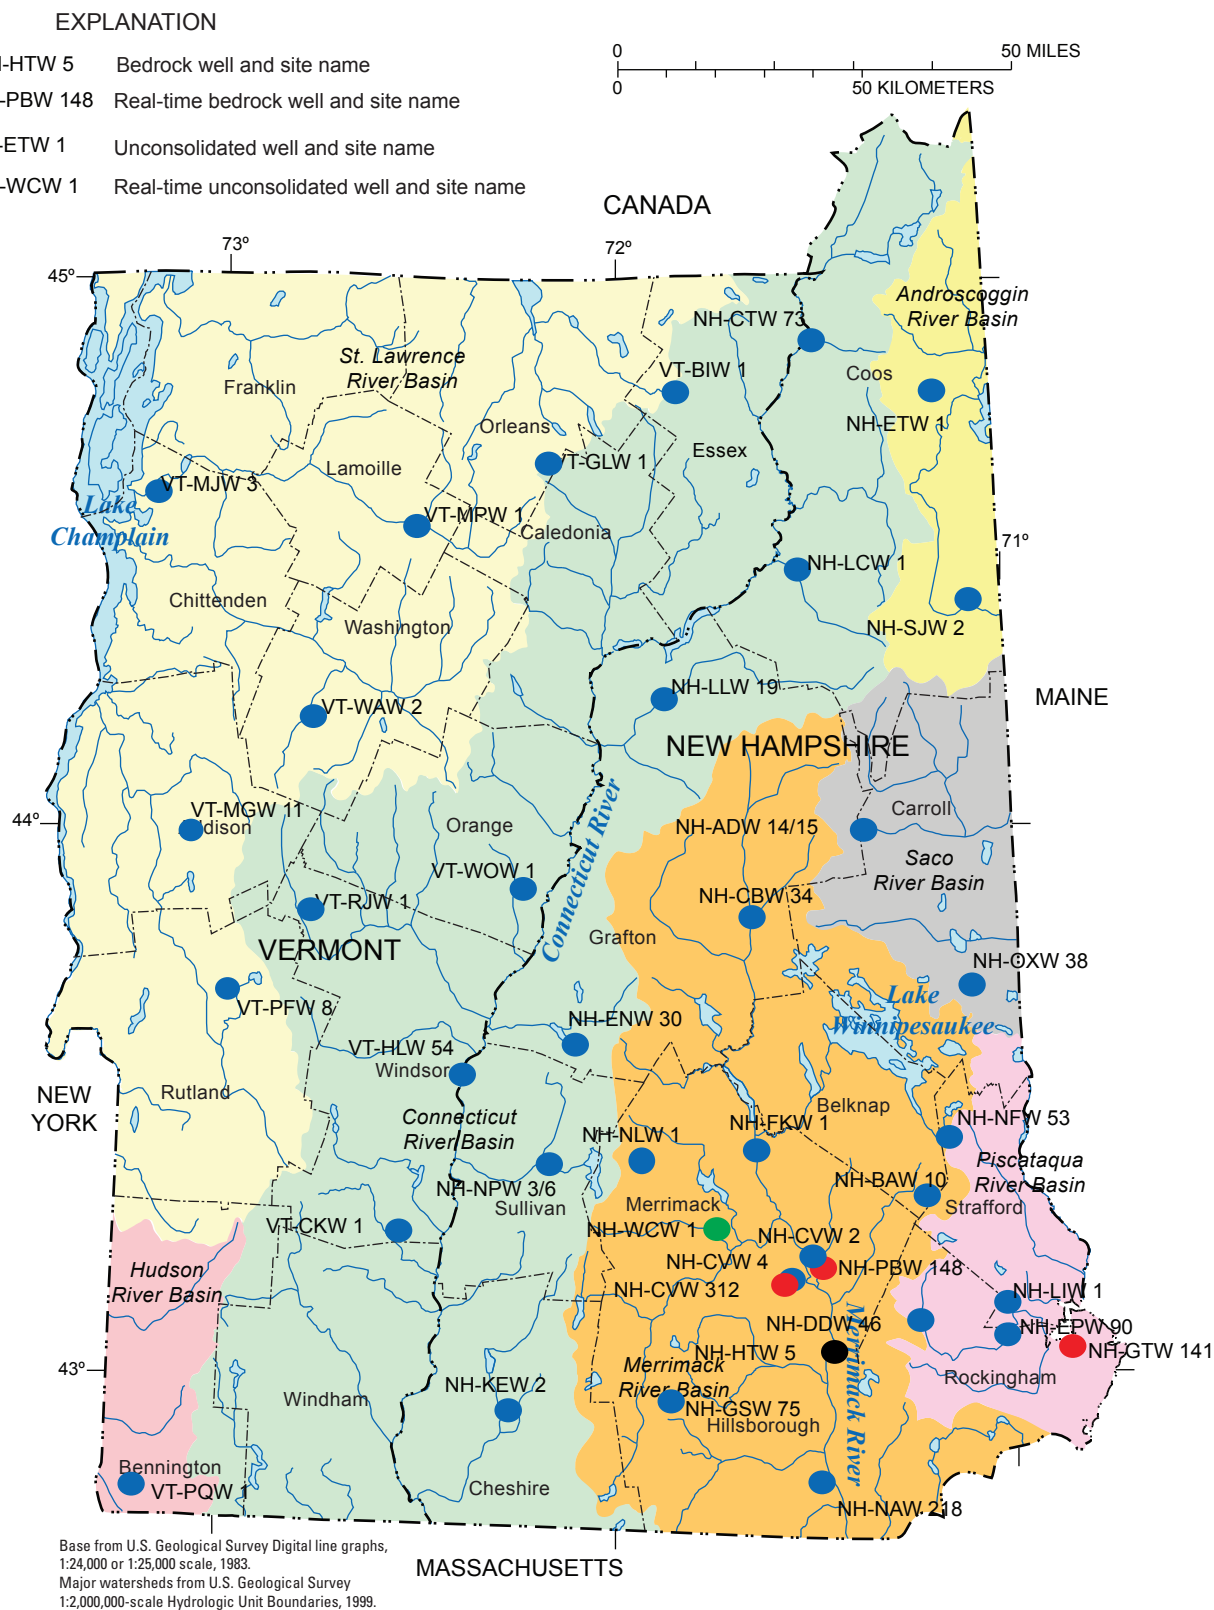 EXPLANATION
-HTW 5 Bedrock well and site name
-PBW 148 Real-time bedrock well and site name
-ETW 1 Unconsolidated well and site name
-WCW 1 Real-time unconsolidated well and site name
0 50 MILES
0 50 KILOMETERS
CANADA
73º
72º
45º
Androscoggin
River Basin
NH-CTW 73
St. Lawrence
River Basin
VT-BIW 1
Coos
Franklin
NH-ETW 1
Orleans
Essex
VT-GLW 1
Lamoille
VT-MJW 3
Lake
Champlain
VT-MPW 1
Caledonia
71º
NH-LCW 1
Chittenden
Washington
NH-SJW 2
NH-LLW 19
MAINE
VT-WAW 2
NEW HAMPSHIRE
VT-MGW 11
44º
ddison
Orange
Connecticut River
NH-ADW 14/15
Carroll
Saco
River Basin
VT-WOW 1
NH-CBW 34
VT-RJW 1
Grafton
VERMONT
NH-OXW 38
VT-PFW 8
Lake
Winnipesaukee
NH-ENW 30
VT-HLW 54
Windsor
NEW
YORK
Rutland
Belknap
Connecticut
River Basin
NH-FKW 1
NH-NFW 53
NH-NLW 1
Piscataqua
River Basin
NH-BAW 10
NH-NPW 3/6
Sullivan
Merrimack
Strafford
VT-CKW 1
NH-WCW 1
NH-CVW 2
NH-CVW 4
NH-PBW 148
Hudson
River Basin
NH-CVW 312
NH-LIW 1
NH-DDW 46
NH-EPW 90
NH-HTW 5
NH-GTW 141
Merrimack
River Basin
Merrimack River
43º
NH-KEW 2
Rockingham
Windham
NH-GSW 75
Hillsborough
Bennington
VT-PQW 1
Cheshire
NH-NAW 218
Base from U.S. Geological Survey Digital line graphs,
1:24,000 or 1:25,000 scale, 1983.
Major watersheds from U.S. Geological Survey
1:2,000,000-scale Hydrologic Unit Boundaries, 1999.
MASSACHUSETTS